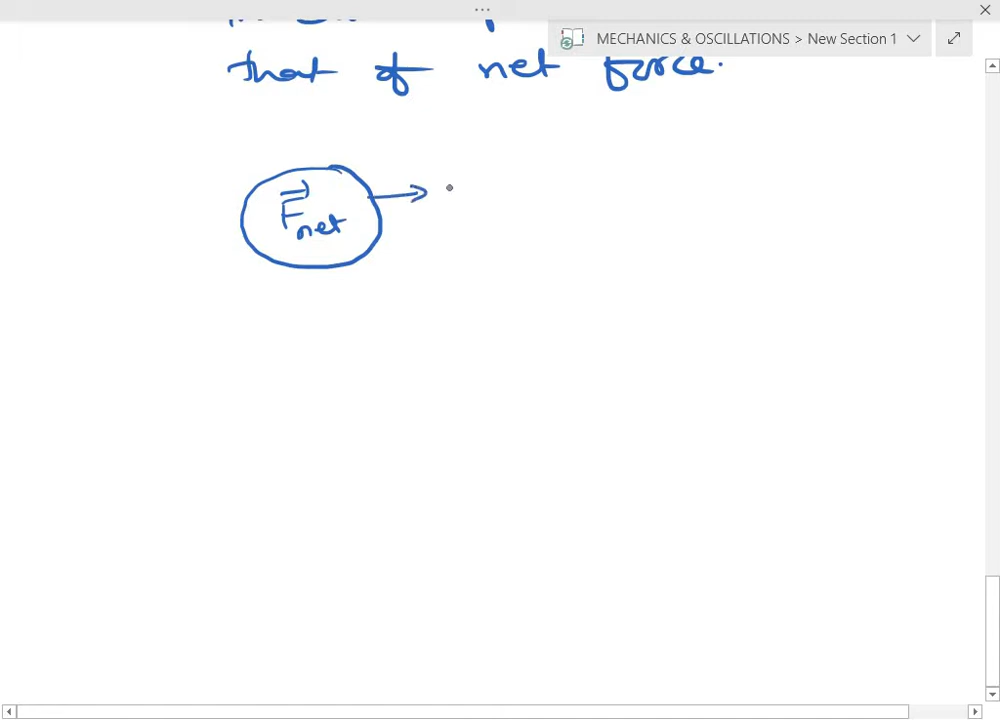 MECHANICS & OSCILLATIONS > New Section 1
that of net force.
F⃗net